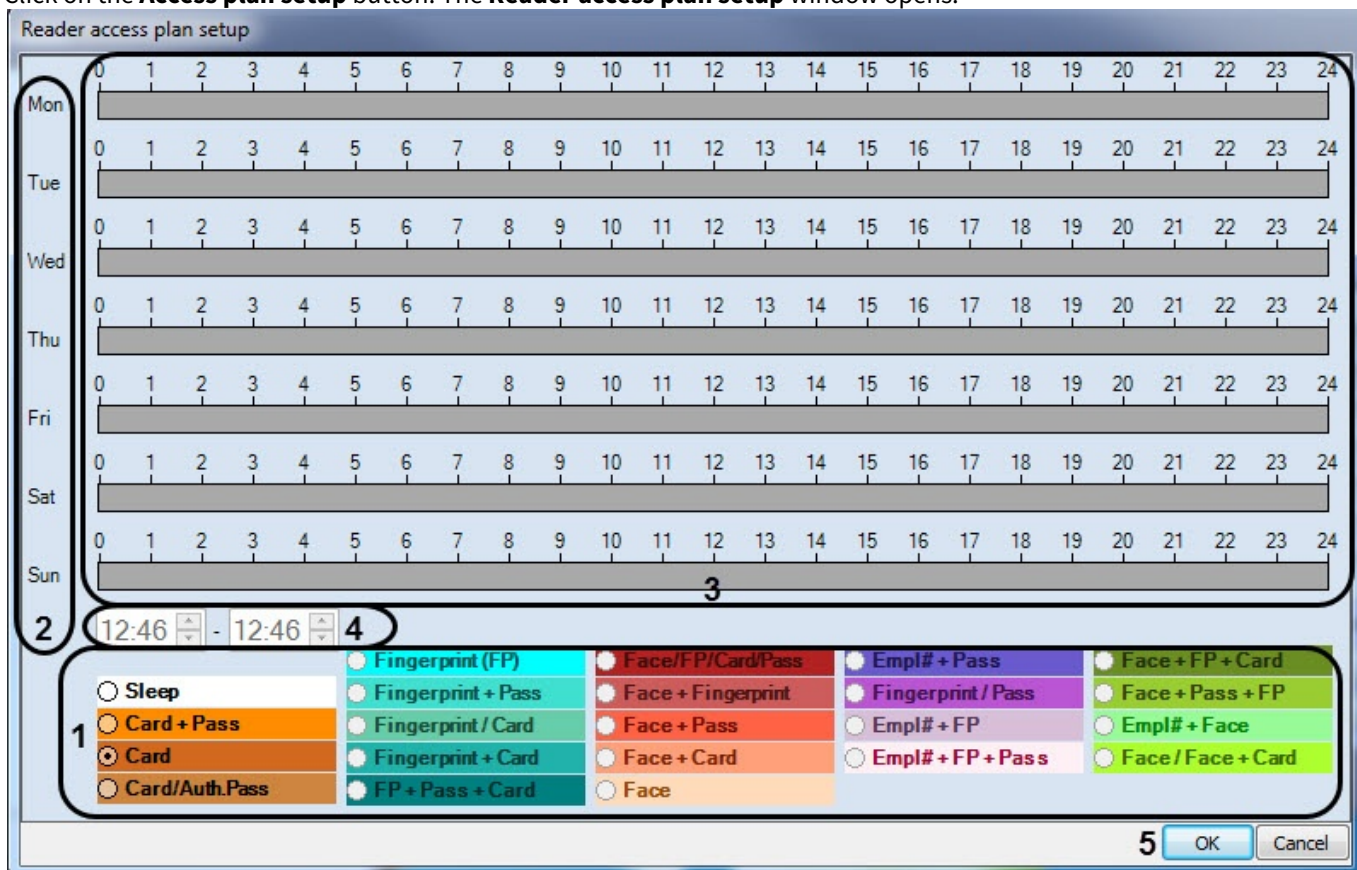 Click on the Access plan setup button. The Reader access plan setup window opens.
Reader access plan setup
0 1 2 3 4 5 6 7 8 9 10 11 12 13 14 15 16 17 18 19 20 21 22 23 24
Mon
0 1 2 3 4 5 6 7 8 9 10 11 12 13 14 15 16 17 18 19 20 21 22 23 24
Tue
0 1 2 3 4 5 6 7 8 9 10 11 12 13 14 15 16 17 18 19 20 21 22 23 24
Wed
0 1 2 3 4 5 6 7 8 9 10 11 12 13 14 15 16 17 18 19 20 21 22 23 24
Thu
0 1 2 3 4 5 6 7 8 9 10 11 12 13 14 15 16 17 18 19 20 21 22 23 24
Fri
0 1 2 3 4 5 6 7 8 9 10 11 12 13 14 15 16 17 18 19 20 21 22 23 24
Sat
0 1 2 3 4 5 6 7 8 9 10 11 12 13 14 15 16 17 18 19 20 21 22 23 24
Sun
3
2 12:46 - 12:46 4
Fingerprint (FP) Face/FP/Card/Pass Empl# + Pass Face + FP + Card
Sleep Fingerprint + Pass Face + Fingerprint Fingerprint / Pass Face + Pass + FP
1 Card + Pass Fingerprint / Card Face + Pass Empl# + FP Empl# + Face
Card Fingerprint + Card Face + Card Empl# + FP + Pass Face / Face + Card
Card/Auth.Pass FP + Pass + Card Face
5 OK Cancel